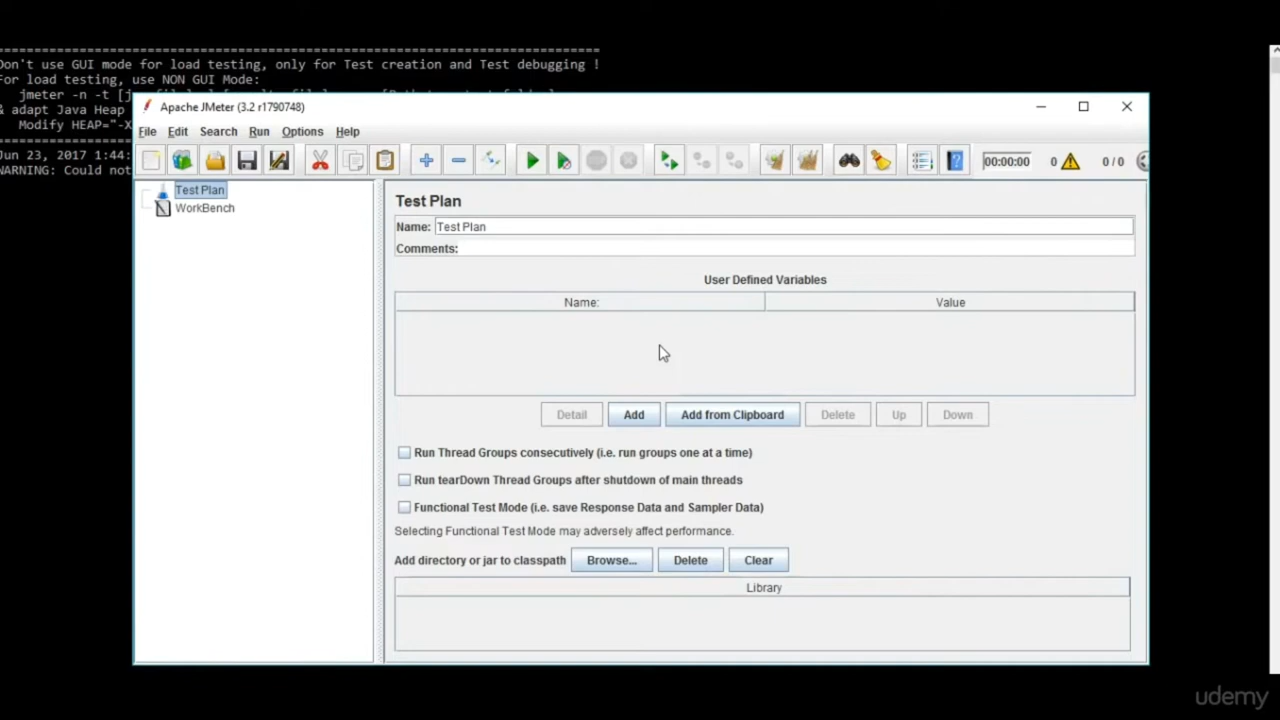 Don't use GUI mode for load testing, only for Test creation and Test debugging !
For load testing, use NON GUI Mode:
jmeter -n -t
& adapt Java Heap
Modify HEAP="-X
Jun 23, 2017 1:44:
WARNING: Could not
Apache JMeter (3.2 r1790748)
File Edit Search Run Options Help
00:00:00 0 0 / 0
Test Plan
WorkBench
Test Plan
Name: Test Plan
Comments:
User Defined Variables
Name: Value
Detail Add Add from Clipboard Delete Up Down
Run Thread Groups consecutively (i.e. run groups one at a time)
Run tearDown Thread Groups after shutdown of main threads
Functional Test Mode (i.e. save Response Data and Sampler Data)
Selecting Functional Test Mode may adversely affect performance.
Add directory or jar to classpath Browse... Delete Clear
Library
udemy